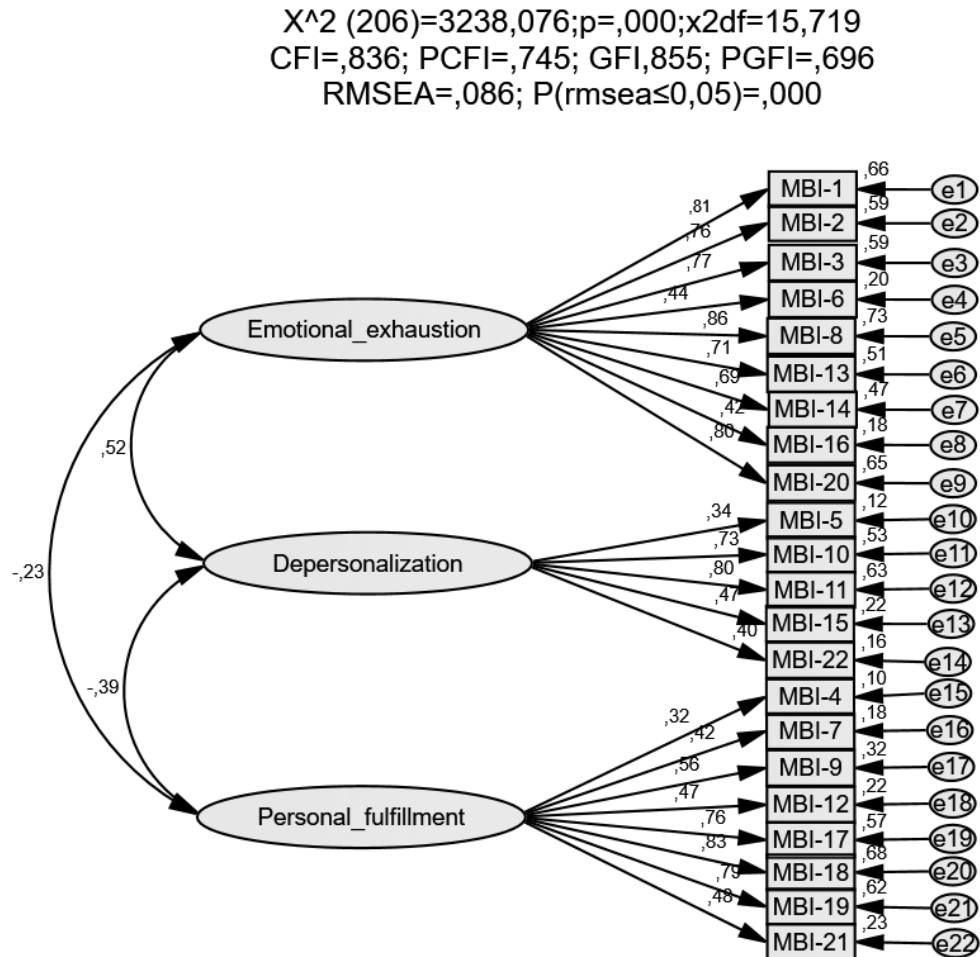 X^2 (206)=3238,076;p=,000;x2df=15,719
CFI=,836; PCFI=,745; GFI,855; PGFI=,696
RMSEA=,086; P(rmsea≤0,05)=,000
,66
,81 MBI-1 e1
,59
,76 MBI-2 e2
,59
,77 MBI-3 e3
,20
,44 MBI-6 e4
Emotional_exhaustion
,73
,86 MBI-8 e5
,51
,71 MBI-13 e6
,47
,69 MBI-14 e7
,18
,42 MBI-16 e8
,65
,80 MBI-20 e9
,52
,12
,34 MBI-5 e10
,53
,73 MBI-10 e11
Depersonalization
,63
,80 MBI-11 e12
-,23
,22
,47 MBI-15 e13
,16
,40 MBI-22 e14
-,39
,10
,32 MBI-4 e15
,18
,42 MBI-7 e16
,32
,56 MBI-9 e17
,22
,47 MBI-12 e18
Personal_fulfillment
,57
,76 MBI-17 e19
,68
,83 MBI-18 e20
,62
,79 MBI-19 e21
,23
,48 MBI-21 e22